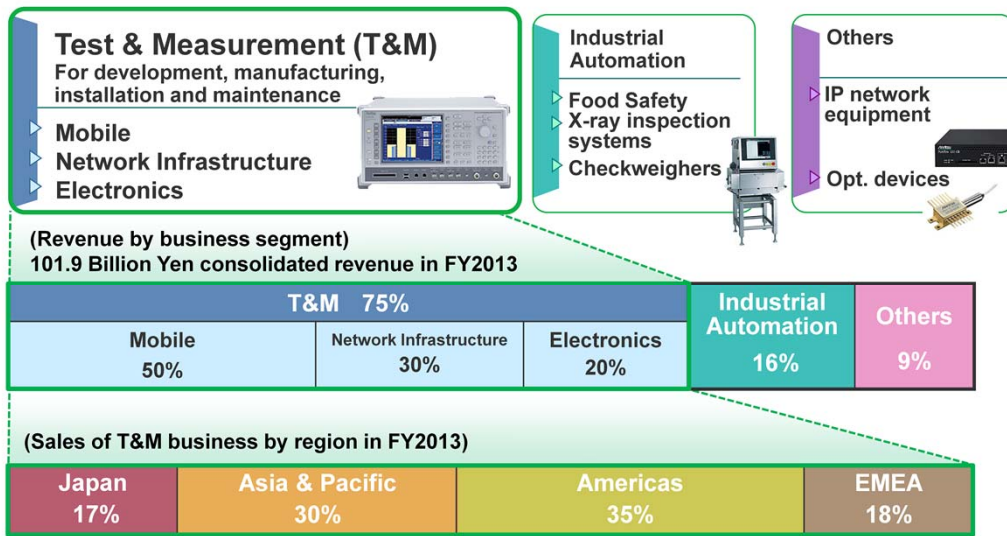 Test & Measurement (T&M)
For development, manufacturing,
installation and maintenance
Mobile
Network Infrastructure
Electronics
Industrial
Automation
Food Safety
X-ray inspection
systems
Checkweighers
Others
IP network
equipment
Opt. devices
(Revenue by business segment)
101.9 Billion Yen consolidated revenue in FY2013
T&M 75%
Mobile
50%
Network Infrastructure
30%
Electronics
20%
Industrial
Automation
16%
Others
9%
(Sales of T&M business by region in FY2013)
Japan
17%
Asia & Pacific
30%
Americas
35%
EMEA
18%